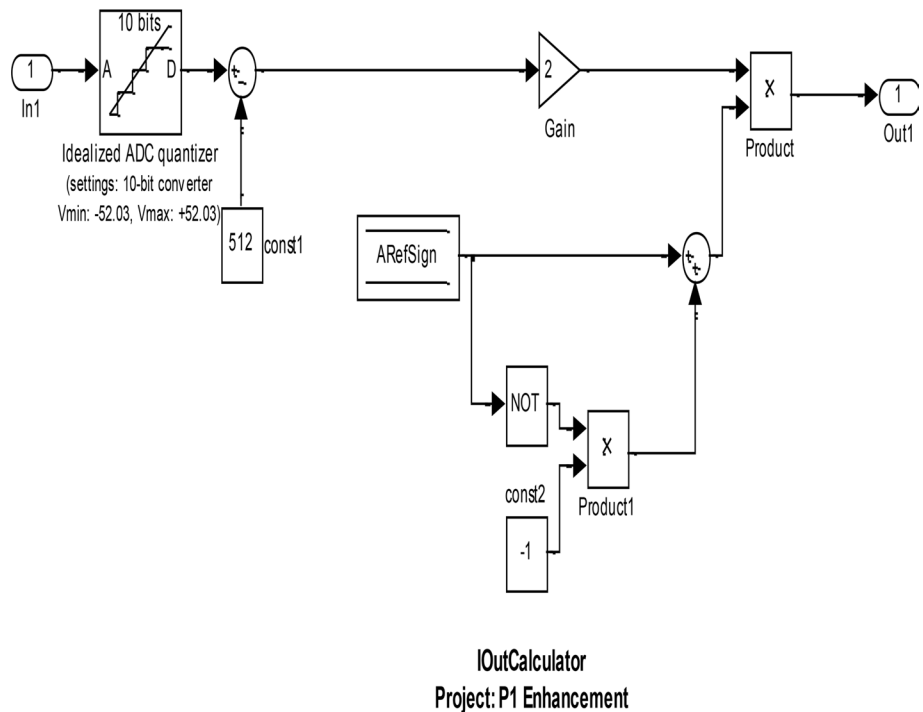 10 bits
1
A
D
+
-
2
X
1
In1
Gain
Product
Out1
Idealized ADC quantizer
(settings: 10-bit converter
Vmin: -52.03, Vmax: +52.03)
512
const1
ARefSign
+
+
NOT
X
const2
Product1
-1
IOutCalculator
Project: P1 Enhancement